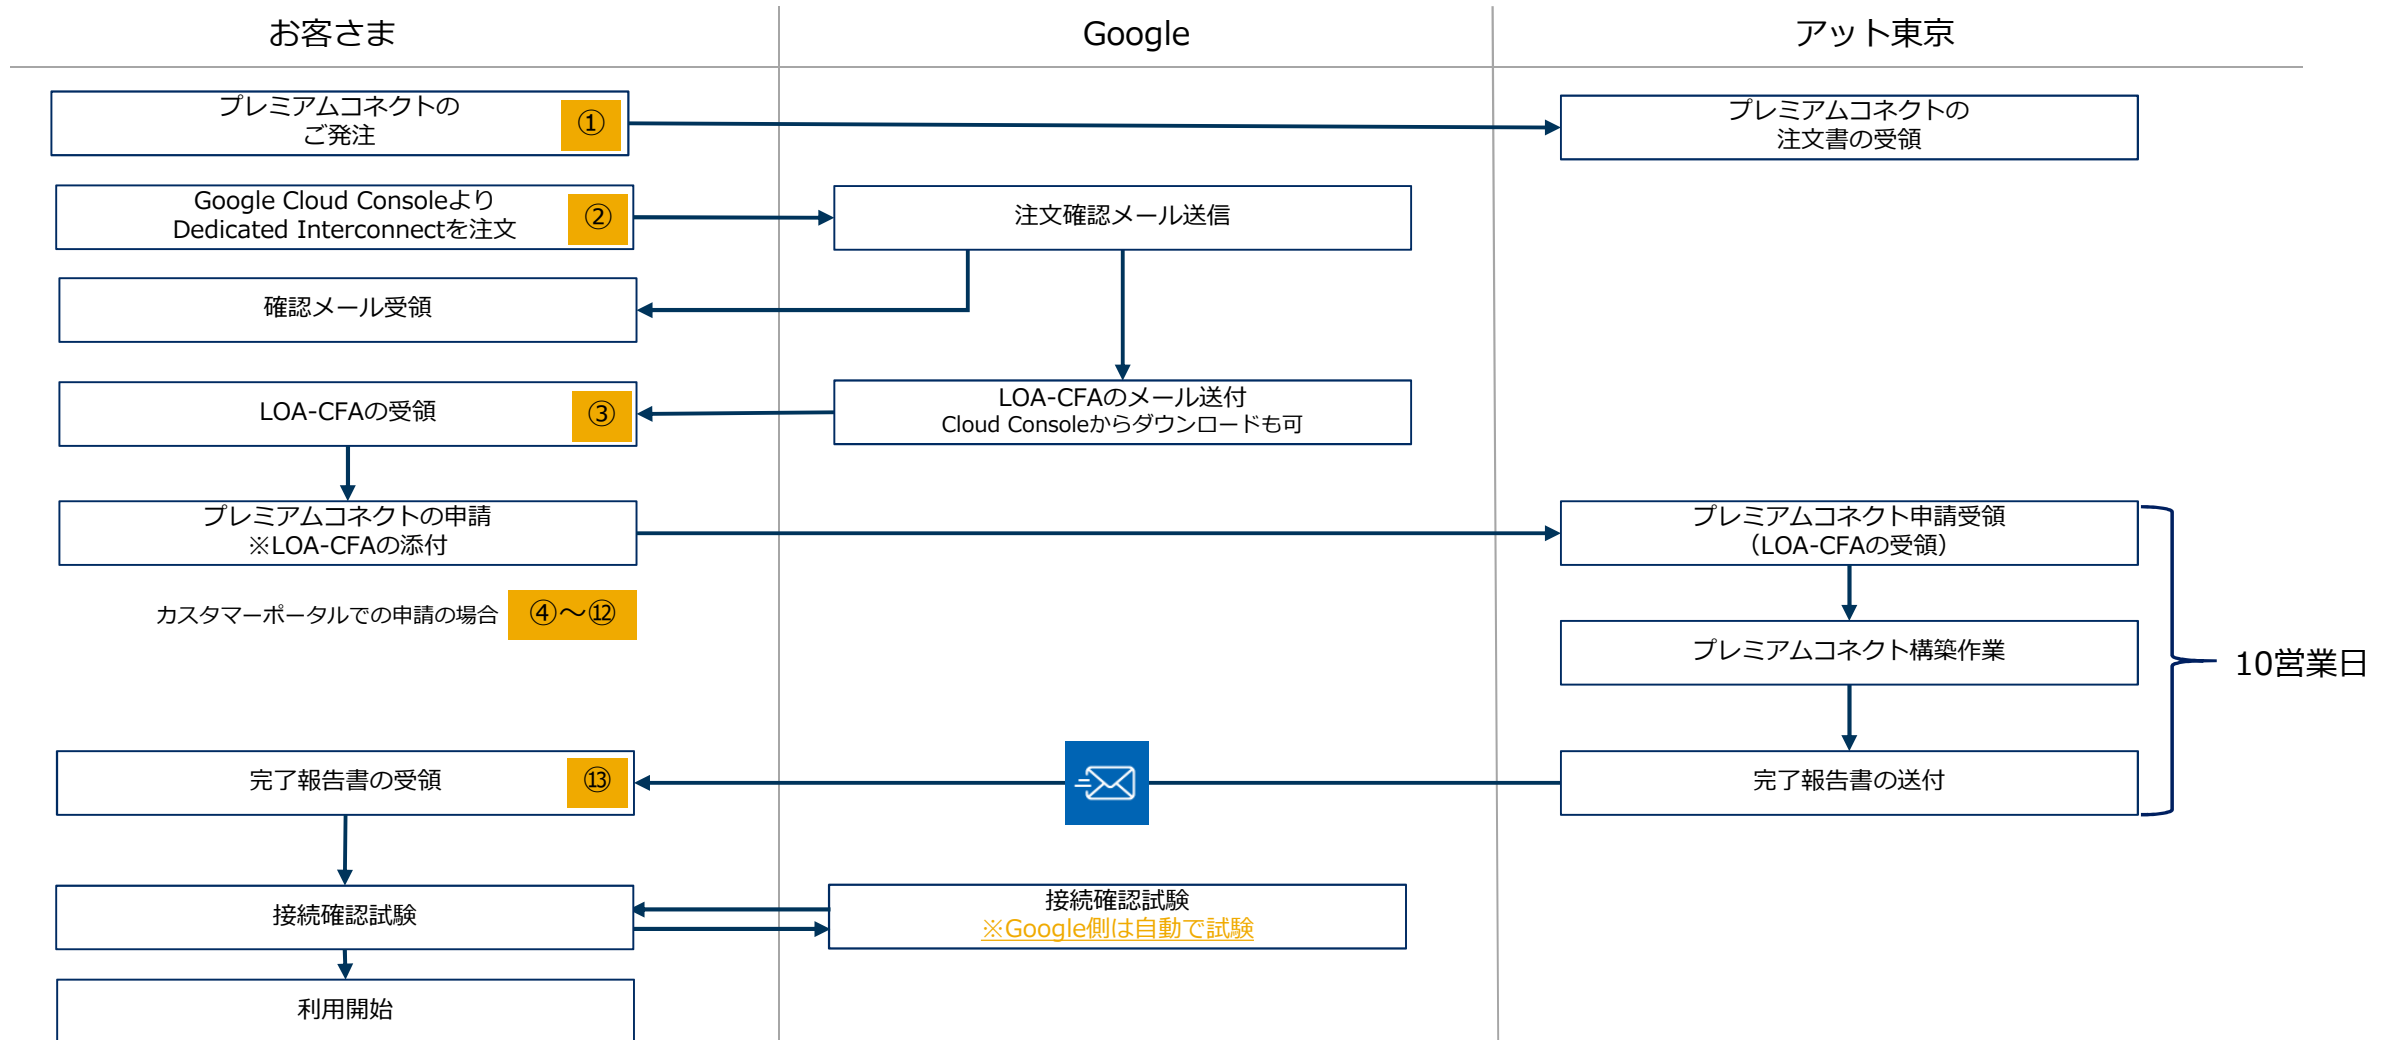 お客さま
Google
アット東京
プレミアムコネクトの
ご発注
①
プレミアムコネクトの
注文書の受領
Google Cloud Consoleより
Dedicated Interconnectを注文
②
注文確認メール送信
確認メール受領
LOA-CFAの受領
③
LOA-CFAのメール送付
Cloud Consoleからダウンロードも可
プレミアムコネクトの申請
※LOA-CFAの添付
プレミアムコネクト申請受領
（LOA-CFAの受領）
カスタマーポータルでの申請の場合
④～⑫
プレミアムコネクト構築作業
10営業日
完了報告書の受領
⑬
完了報告書の送付
接続確認試験
接続確認試験
※Google側は自動で試験
利用開始